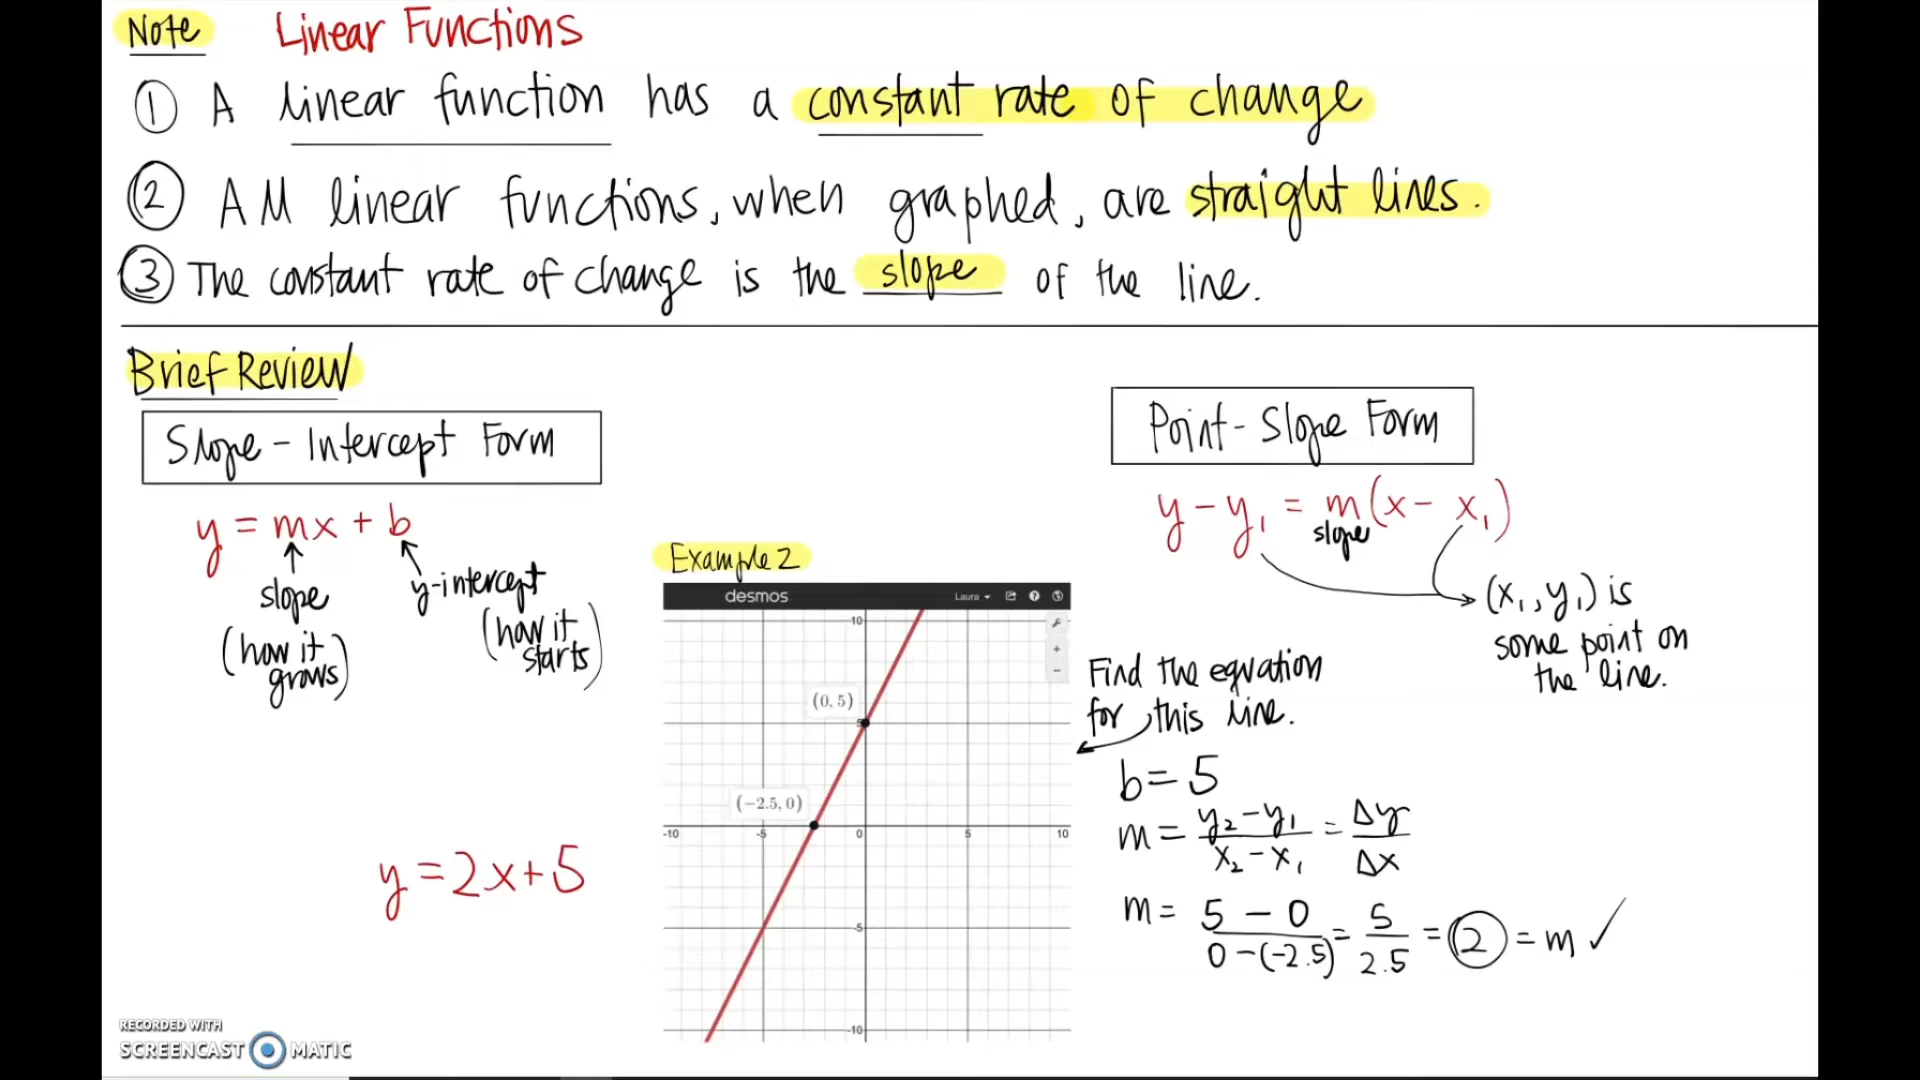 Note Linear Functions
① A linear function has a constant rate of change
② All linear functions, when graphed, are straight lines.
③ The constant rate of change is the slope of the line.
Brief Review
Slope - Intercept Form
y = mx + b
slope
(how it
grows)
y-intercept
(how it
starts)
y = 2x + 5
Example 2
desmos Laura
10
(0, 5)
5
(-2.5, 0)
-10 -5 0 5 10
-5
-10
Point - Slope Form
y - y₁ = m(x - x₁)
slope
(x₁, y₁) is
some point on
the line.
Find the equation
for this line.
b = 5
m = (y₂ - y₁)/(x₂ - x₁) = Δy/Δx
m = (5 - 0)/(0 - (-2.5)) = 5/2.5 = ② = m ✓
RECORDED WITH
SCREENCAST MATIC